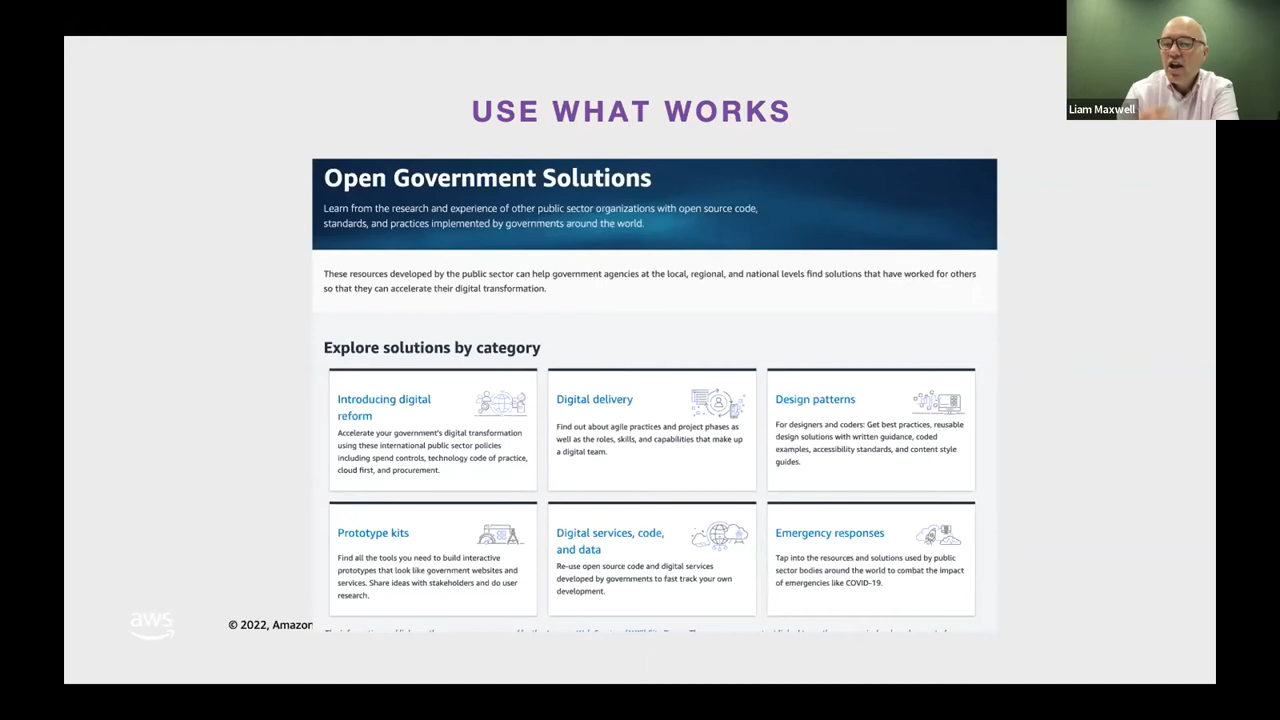 USE WHAT WORKS
Liam Maxwell
Open Government Solutions
Learn from the research and experience of other public sector organizations with open source code,
standards, and practices implemented by governments around the world.
These resources developed by the public sector can help government agencies at the local, regional, and national levels find solutions that have worked for others
so that they can accelerate their digital transformation.
Explore solutions by category
Introducing digital
reform
Accelerate your government's digital transformation
using these international public sector policies
including spend controls, technology code of practice,
cloud first, and procurement.
Digital delivery
Find out about agile practices and project phases as
well as the roles, skills, and capabilities that make up
a digital team.
Design patterns
For designers and coders: Get best practices, reusable
design solutions with written guidance, coded
examples, accessibility standards, and content style
guides.
Prototype kits
Find all the tools you need to build interactive
prototypes that look like government websites and
services. Share ideas with stakeholders and do user
research.
Digital services, code,
and data
Re-use open source code and digital services
developed by governments to fast track your own
development.
Emergency responses
Tap into the resources and solutions used by public
sector bodies around the world to combat the impact
of emergencies like COVID-19.
aws
© 2022, Amazon